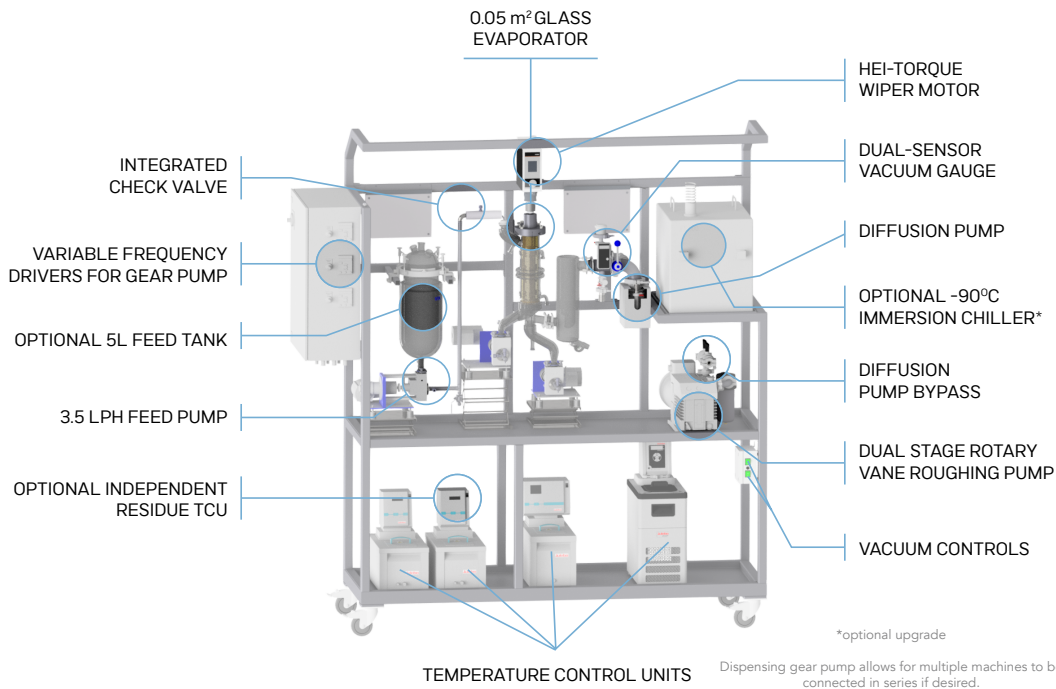 0.05 m² GLASS
EVAPORATOR
HEI-TORQUE
WIPER MOTOR
DUAL-SENSOR
VACUUM GAUGE
DIFFUSION PUMP
OPTIONAL -90⁰C
IMMERSION CHILLER*
DIFFUSION
PUMP BYPASS
DUAL STAGE ROTARY
VANE ROUGHING PUMP
VACUUM CONTROLS
INTEGRATED
CHECK VALVE
VARIABLE FREQUENCY
DRIVERS FOR GEAR PUMP
OPTIONAL 5L FEED TANK
3.5 LPH FEED PUMP
OPTIONAL INDEPENDENT
RESIDUE TCU
TEMPERATURE CONTROL UNITS
*optional upgrade
Dispensing gear pump allows for multiple machines to b
connected in series if desired.